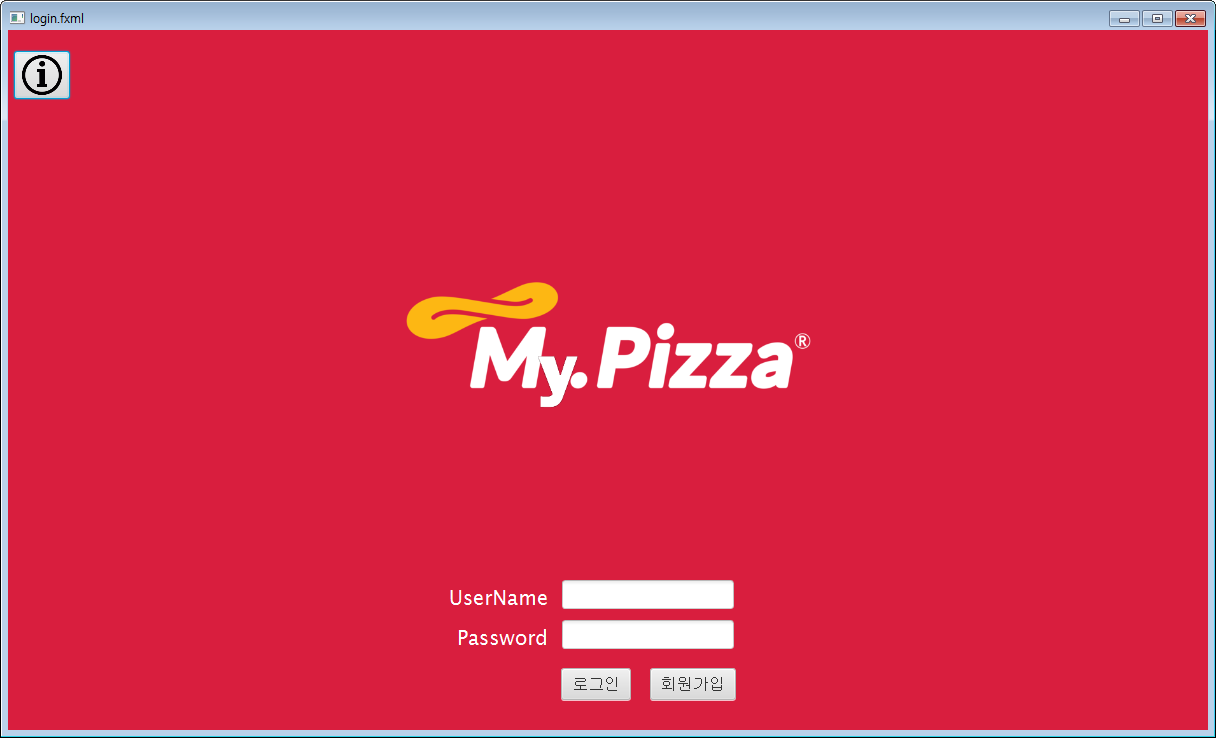 login.fxml
My.Pizza®
UserName
Password
로그인 회원가입